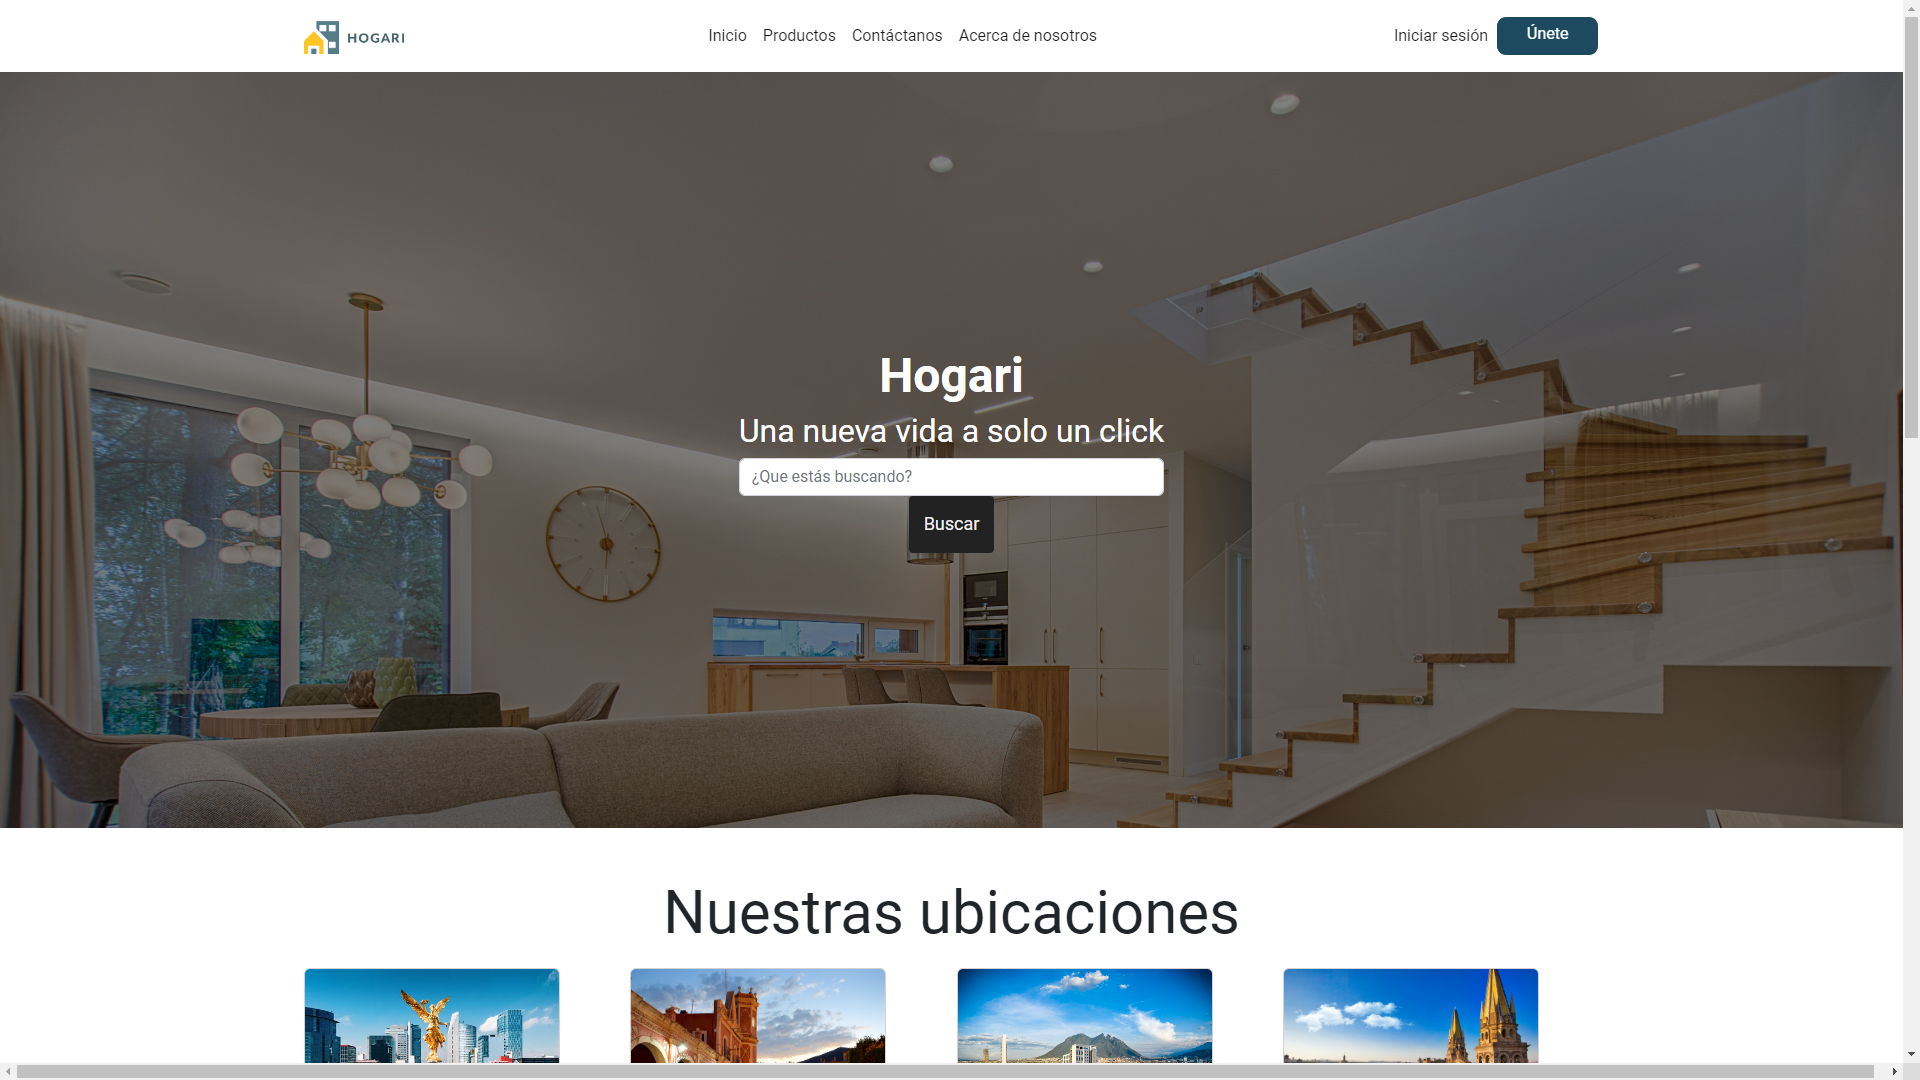 HOGARI
Inicio Productos Contáctanos Acerca de nosotros
Iniciar sesión Únete
Hogari
Una nueva vida a solo un click
¿Que estás buscando?
Buscar
Nuestras ubicaciones